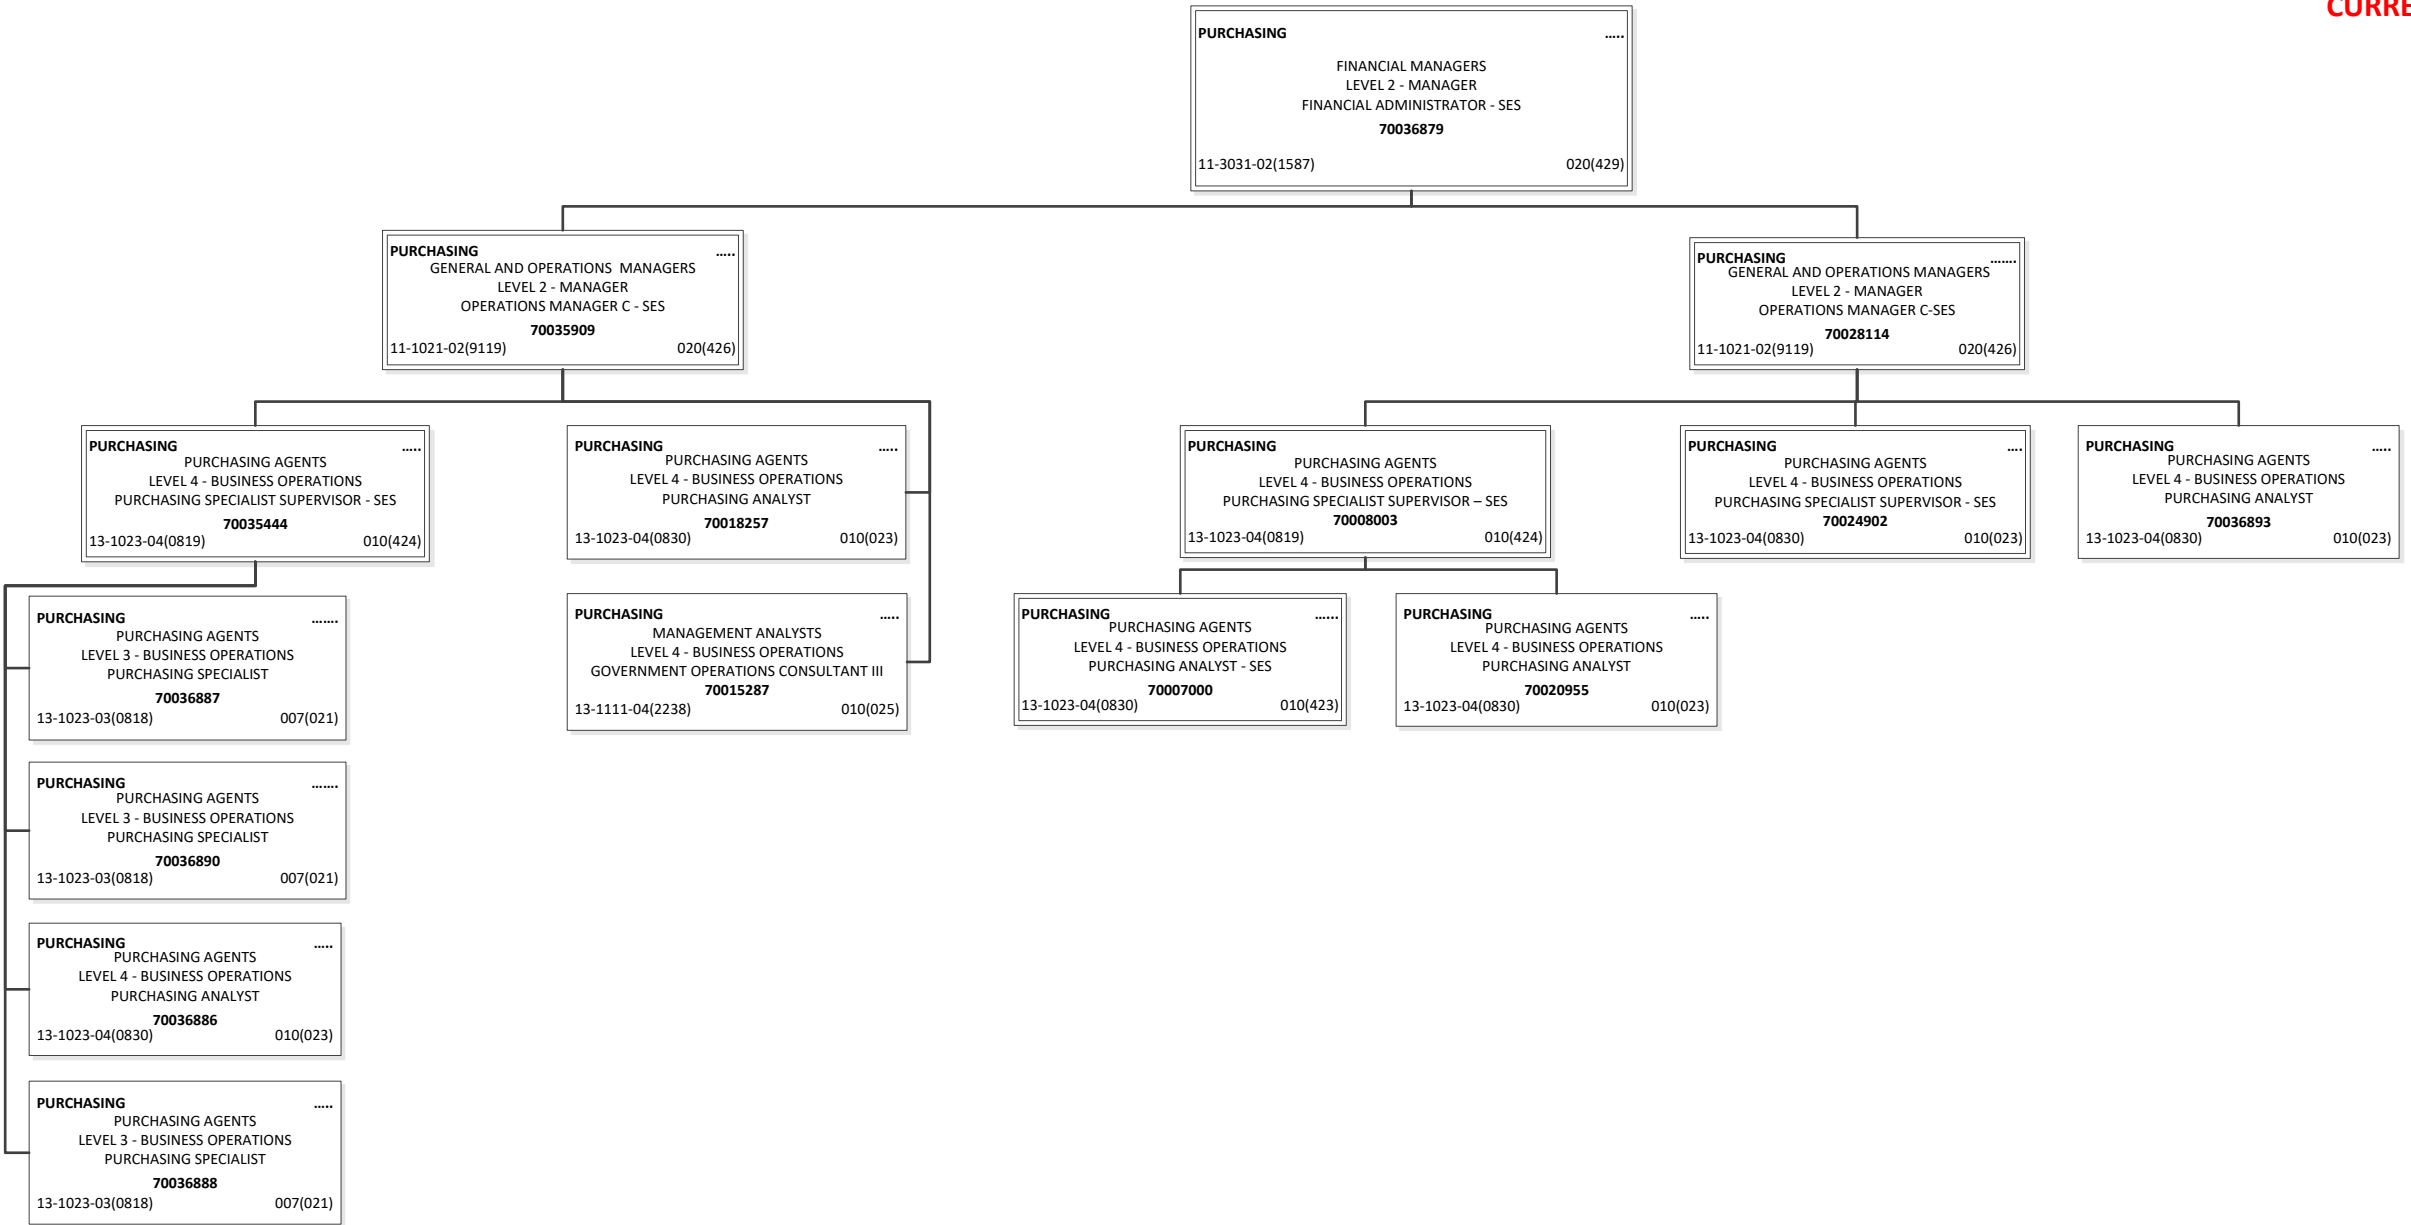 CURRE
PURCHASING .....
FINANCIAL MANAGERS
LEVEL 2 - MANAGER
FINANCIAL ADMINISTRATOR - SES
70036879
11-3031-02(1587) 020(429)
PURCHASING .....
GENERAL AND OPERATIONS  MANAGERS
LEVEL 2 - MANAGER
OPERATIONS MANAGER C - SES
70035909
11-1021-02(9119) 020(426)
PURCHASING .......
GENERAL AND OPERATIONS MANAGERS
LEVEL 2 - MANAGER
OPERATIONS MANAGER C-SES
70028114
11-1021-02(9119) 020(426)
PURCHASING .....
PURCHASING AGENTS
LEVEL 4 - BUSINESS OPERATIONS
PURCHASING SPECIALIST SUPERVISOR - SES
70035444
13-1023-04(0819) 010(424)
PURCHASING .....
PURCHASING AGENTS
LEVEL 4 - BUSINESS OPERATIONS
PURCHASING ANALYST
70018257
13-1023-04(0830) 010(023)
PURCHASING
PURCHASING AGENTS
LEVEL 4 - BUSINESS OPERATIONS
PURCHASING SPECIALIST SUPERVISOR – SES
70008003
13-1023-04(0819) 010(424)
PURCHASING ....
PURCHASING AGENTS
LEVEL 4 - BUSINESS OPERATIONS
PURCHASING SPECIALIST SUPERVISOR - SES
70024902
13-1023-04(0830) 010(023)
PURCHASING .....
PURCHASING AGENTS
LEVEL 4 - BUSINESS OPERATIONS
PURCHASING ANALYST
70036893
13-1023-04(0830) 010(023)
PURCHASING .......
PURCHASING AGENTS
LEVEL 3 - BUSINESS OPERATIONS
PURCHASING SPECIALIST
70036887
13-1023-03(0818) 007(021)
PURCHASING .....
MANAGEMENT ANALYSTS
LEVEL 4 - BUSINESS OPERATIONS
GOVERNMENT OPERATIONS CONSULTANT III
70015287
13-1111-04(2238) 010(025)
PURCHASING ......
PURCHASING AGENTS
LEVEL 4 - BUSINESS OPERATIONS
PURCHASING ANALYST - SES
70007000
13-1023-04(0830) 010(423)
PURCHASING .....
PURCHASING AGENTS
LEVEL 4 - BUSINESS OPERATIONS
PURCHASING ANALYST
70020955
13-1023-04(0830) 010(023)
PURCHASING .......
PURCHASING AGENTS
LEVEL 3 - BUSINESS OPERATIONS
PURCHASING SPECIALIST
70036890
13-1023-03(0818) 007(021)
PURCHASING .....
PURCHASING AGENTS
LEVEL 4 - BUSINESS OPERATIONS
PURCHASING ANALYST
70036886
13-1023-04(0830) 010(023)
PURCHASING .....
PURCHASING AGENTS
LEVEL 3 - BUSINESS OPERATIONS
PURCHASING SPECIALIST
70036888
13-1023-03(0818) 007(021)